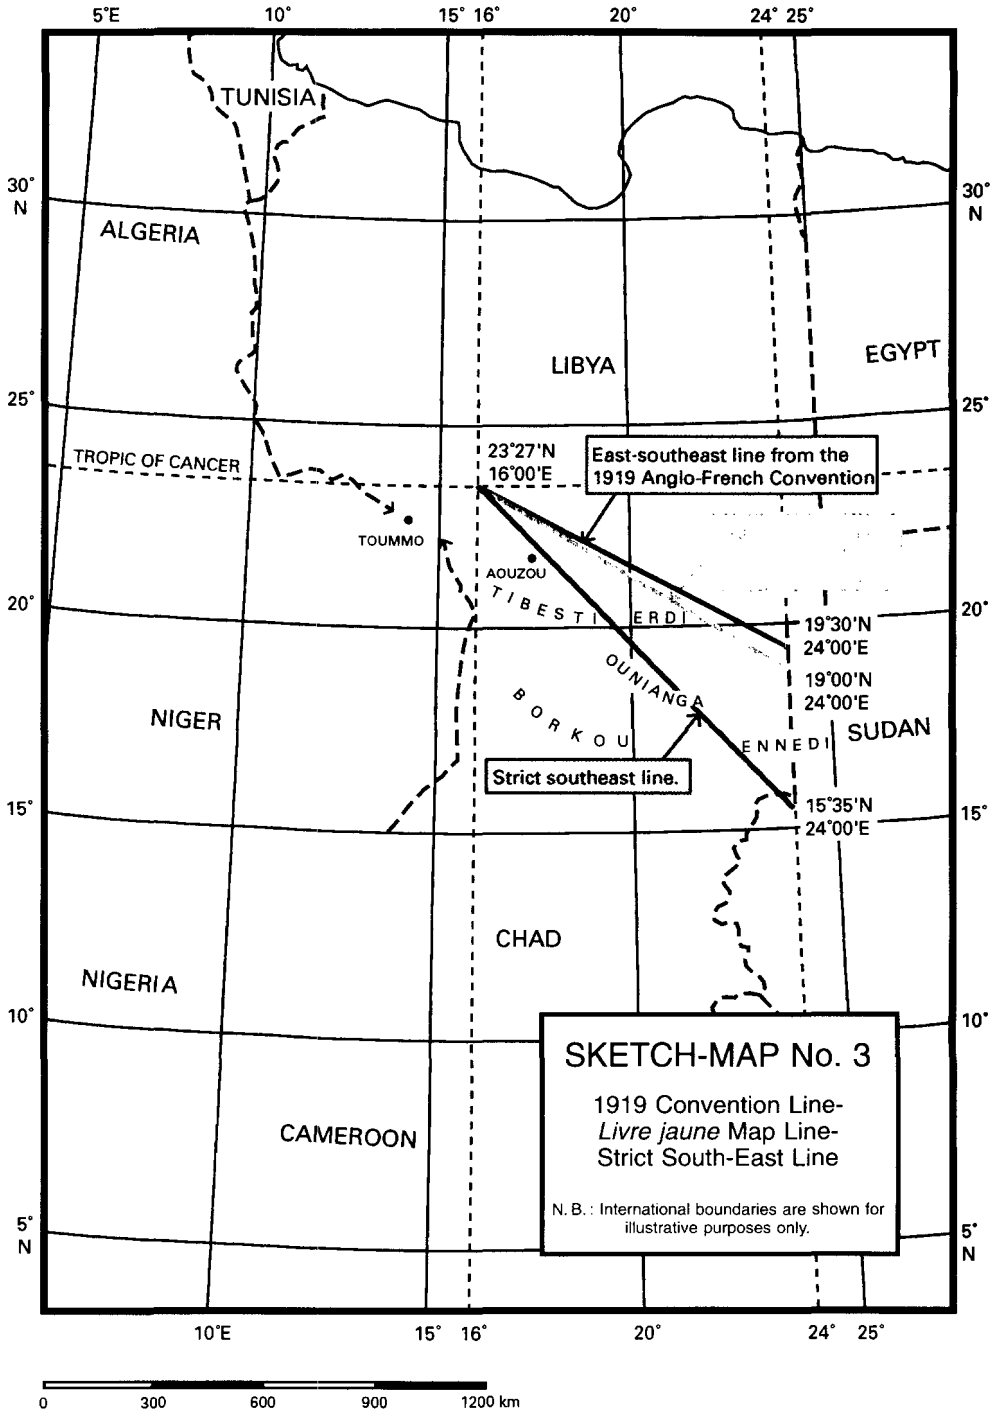 5°E 10° 15° 16° 20° 24° 25°
TUNISIA
30°
N
30°
N
ALGERIA
LIBYA
EGYPT
25°
25°
TROPIC OF CANCER
23°27'N
16°00'E
East-southeast line from the
1919 Anglo-French Convention
TOUMMO
AOUZOU
TIBESTI
ERDI
20°
20°
19°30'N
24°00'E
19°00'N
24°00'E
OUNIANGA
BORKOU
ENNEDI
NIGER
SUDAN
Strict southeast line.
15°35'N
24°00'E
15°
15°
CHAD
NIGERIA
10°
10°
SKETCH-MAP No. 3
1919 Convention Line-
Livre jaune Map Line-
Strict South-East Line
N.B.: International boundaries are shown for
illustrative purposes only.
CAMEROON
5°
N
5°
N
10°E 15° 16° 20° 24° 25°
0 300 600 900 1200 km